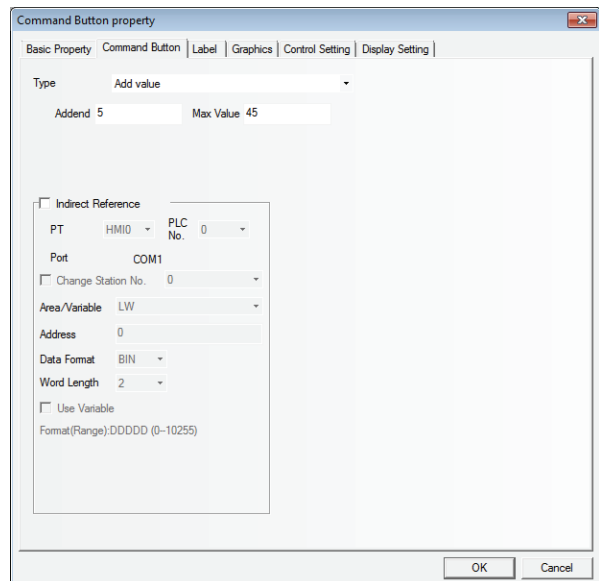 Command Button property
Basic Property Command Button Label Graphics Control Setting Display Setting
Type Add value
Addend 5 Max Value 45
Indirect Reference
PT HMI0 PLC No. 0
Port COM1
Change Station No. 0
Area/Variable LW
Address 0
Data Format BIN
Word Length 2
Use Variable
Format(Range):DDDDD (0--10255)
OK Cancel